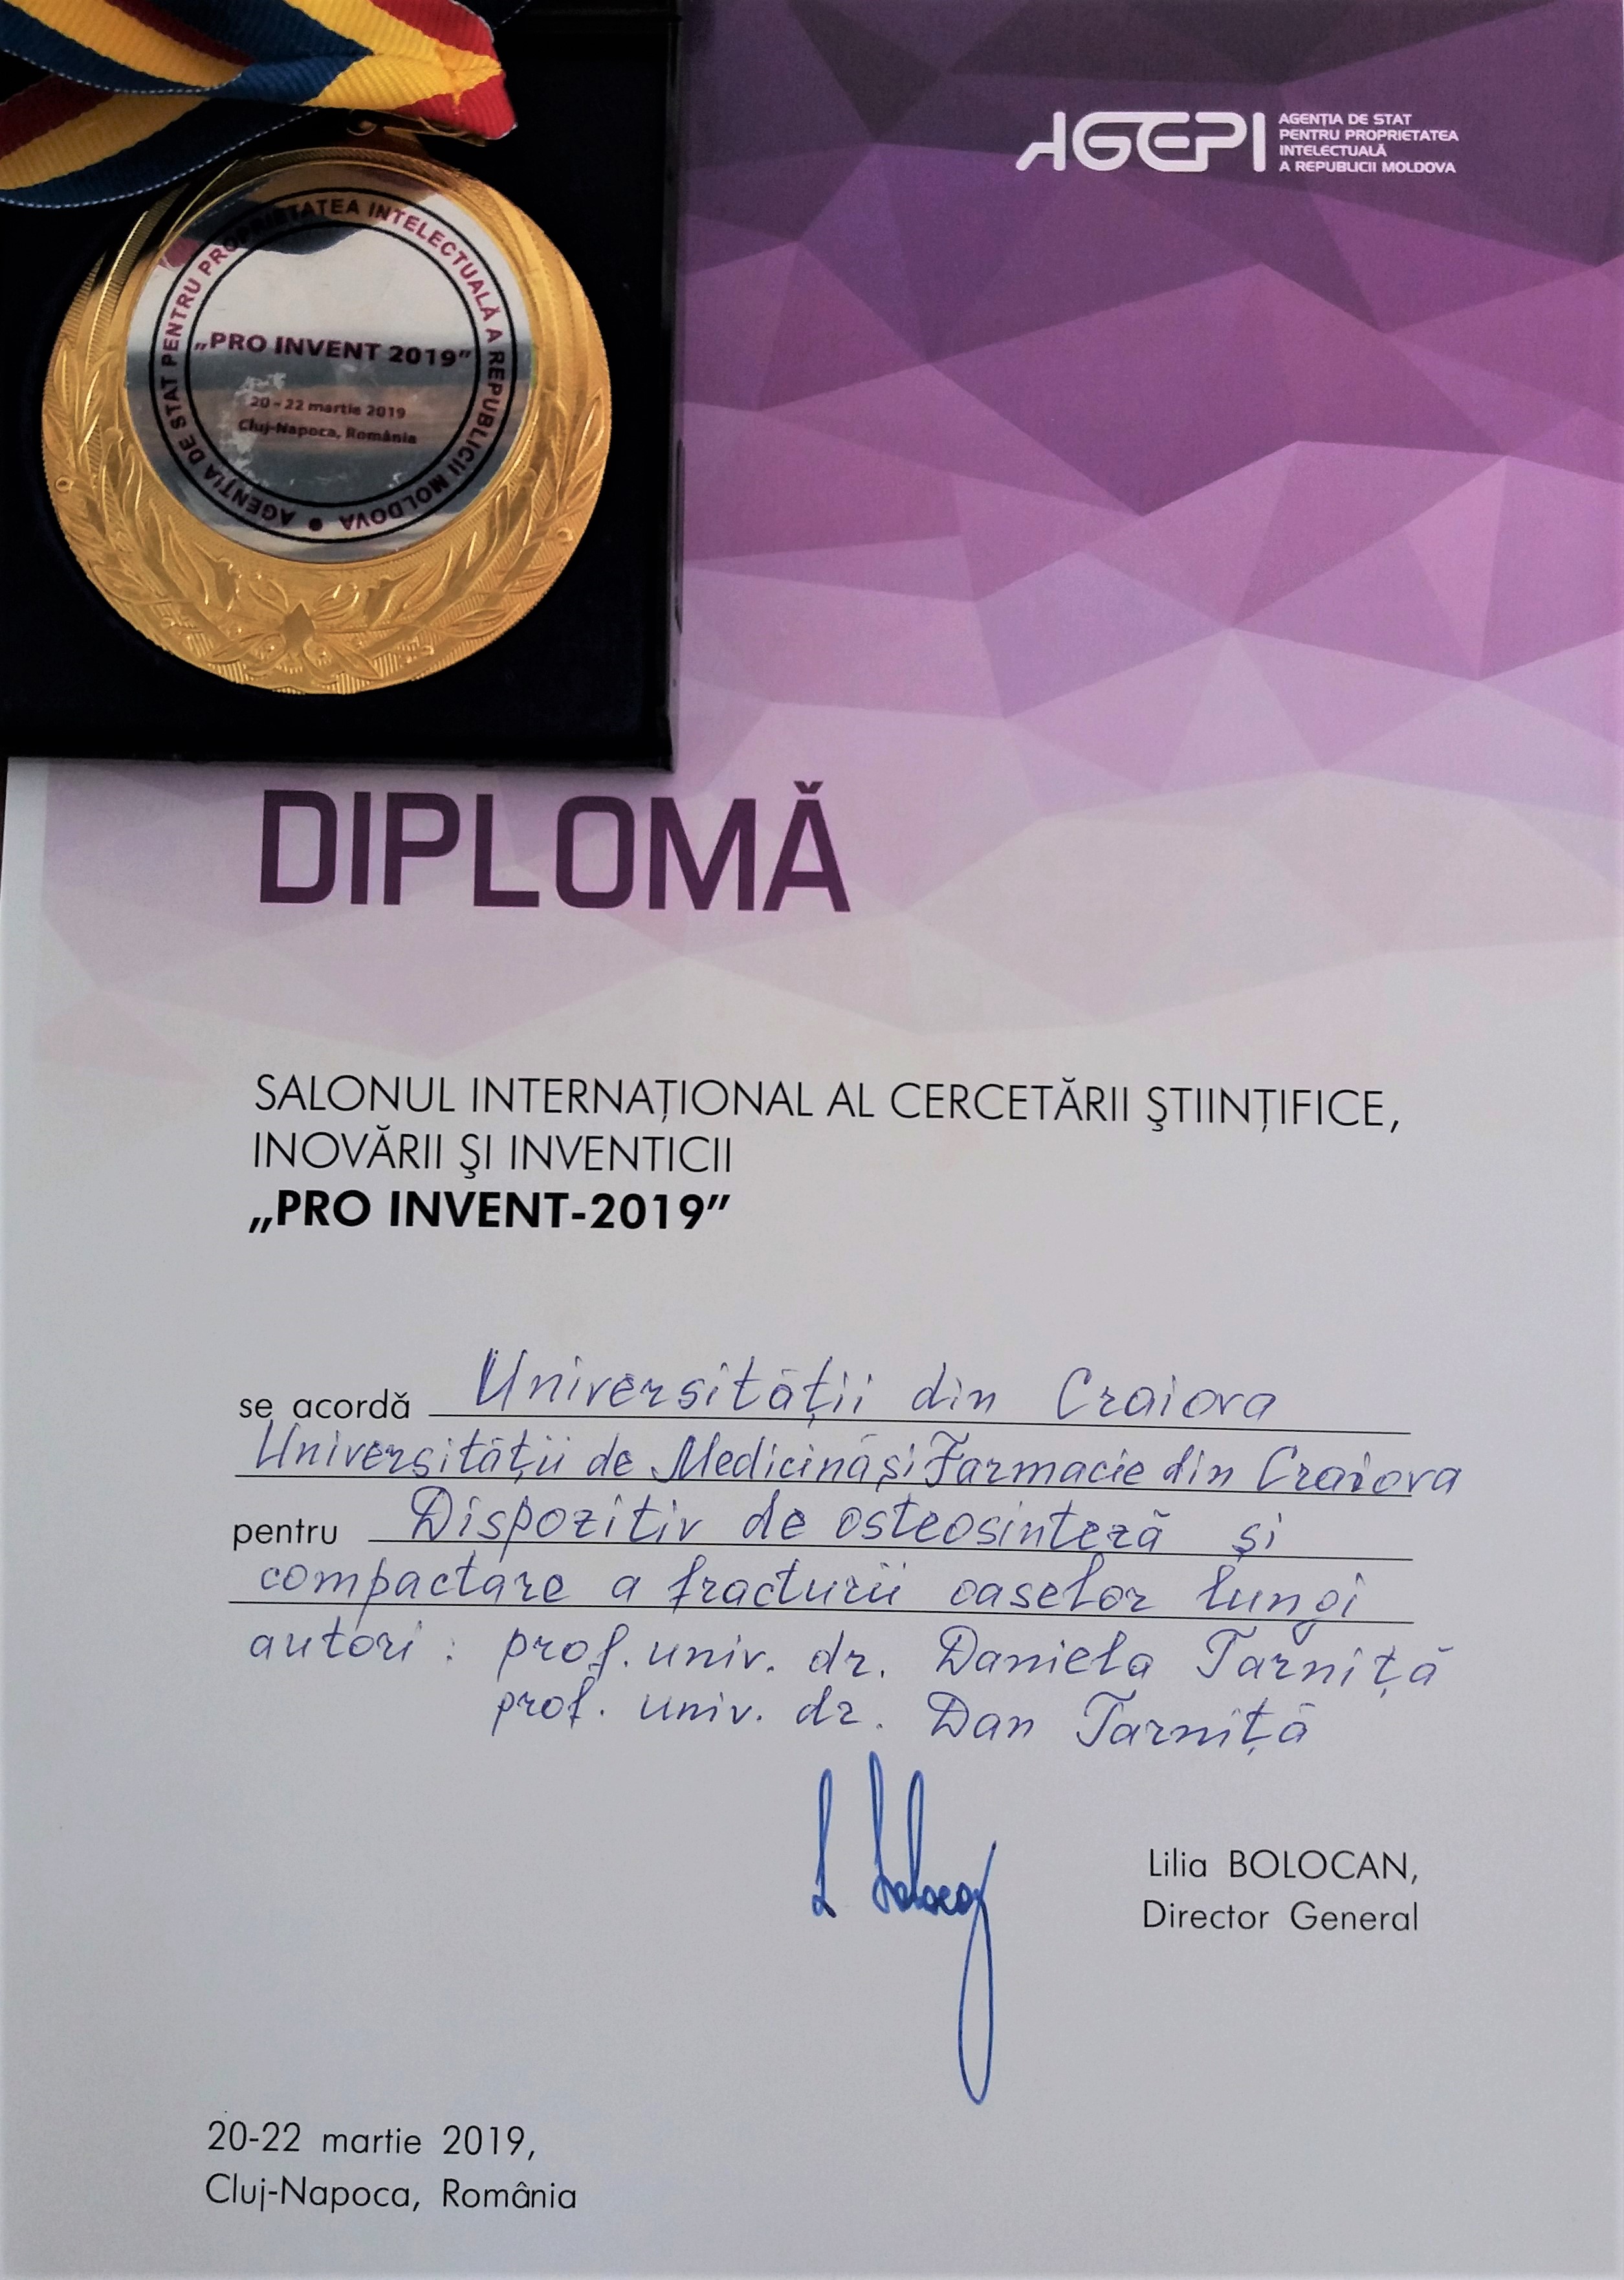 AGENȚIA DE STAT PENTRU PROPRIETATEA INTELECTUALĂ A REPUBLICII MOLDOVA
„PRO INVENT 2019”
20 - 22 martie 2019
Cluj-Napoca, România
AGEPI
AGENȚIA DE STAT
PENTRU PROPRIETATEA
INTELECTUALĂ
A REPUBLICII MOLDOVA
DIPLOMĂ
SALONUL INTERNAȚIONAL AL CERCETĂRII ŞTIINȚIFICE,
INOVĂRII ŞI INVENTICII
„PRO INVENT-2019”
se acordă Universității din Craiova
Universității de Medicină și Farmacie din Craiova
pentru Dispozitiv de osteosinteză și
compactare a fracturii oaselor lungi
autori : prof. univ. dr. Daniela Tarniță
prof. univ. dr. Dan Tarniță
L. Bolocan
Lilia BOLOCAN,
Director General
20-22 martie 2019,
Cluj-Napoca, România